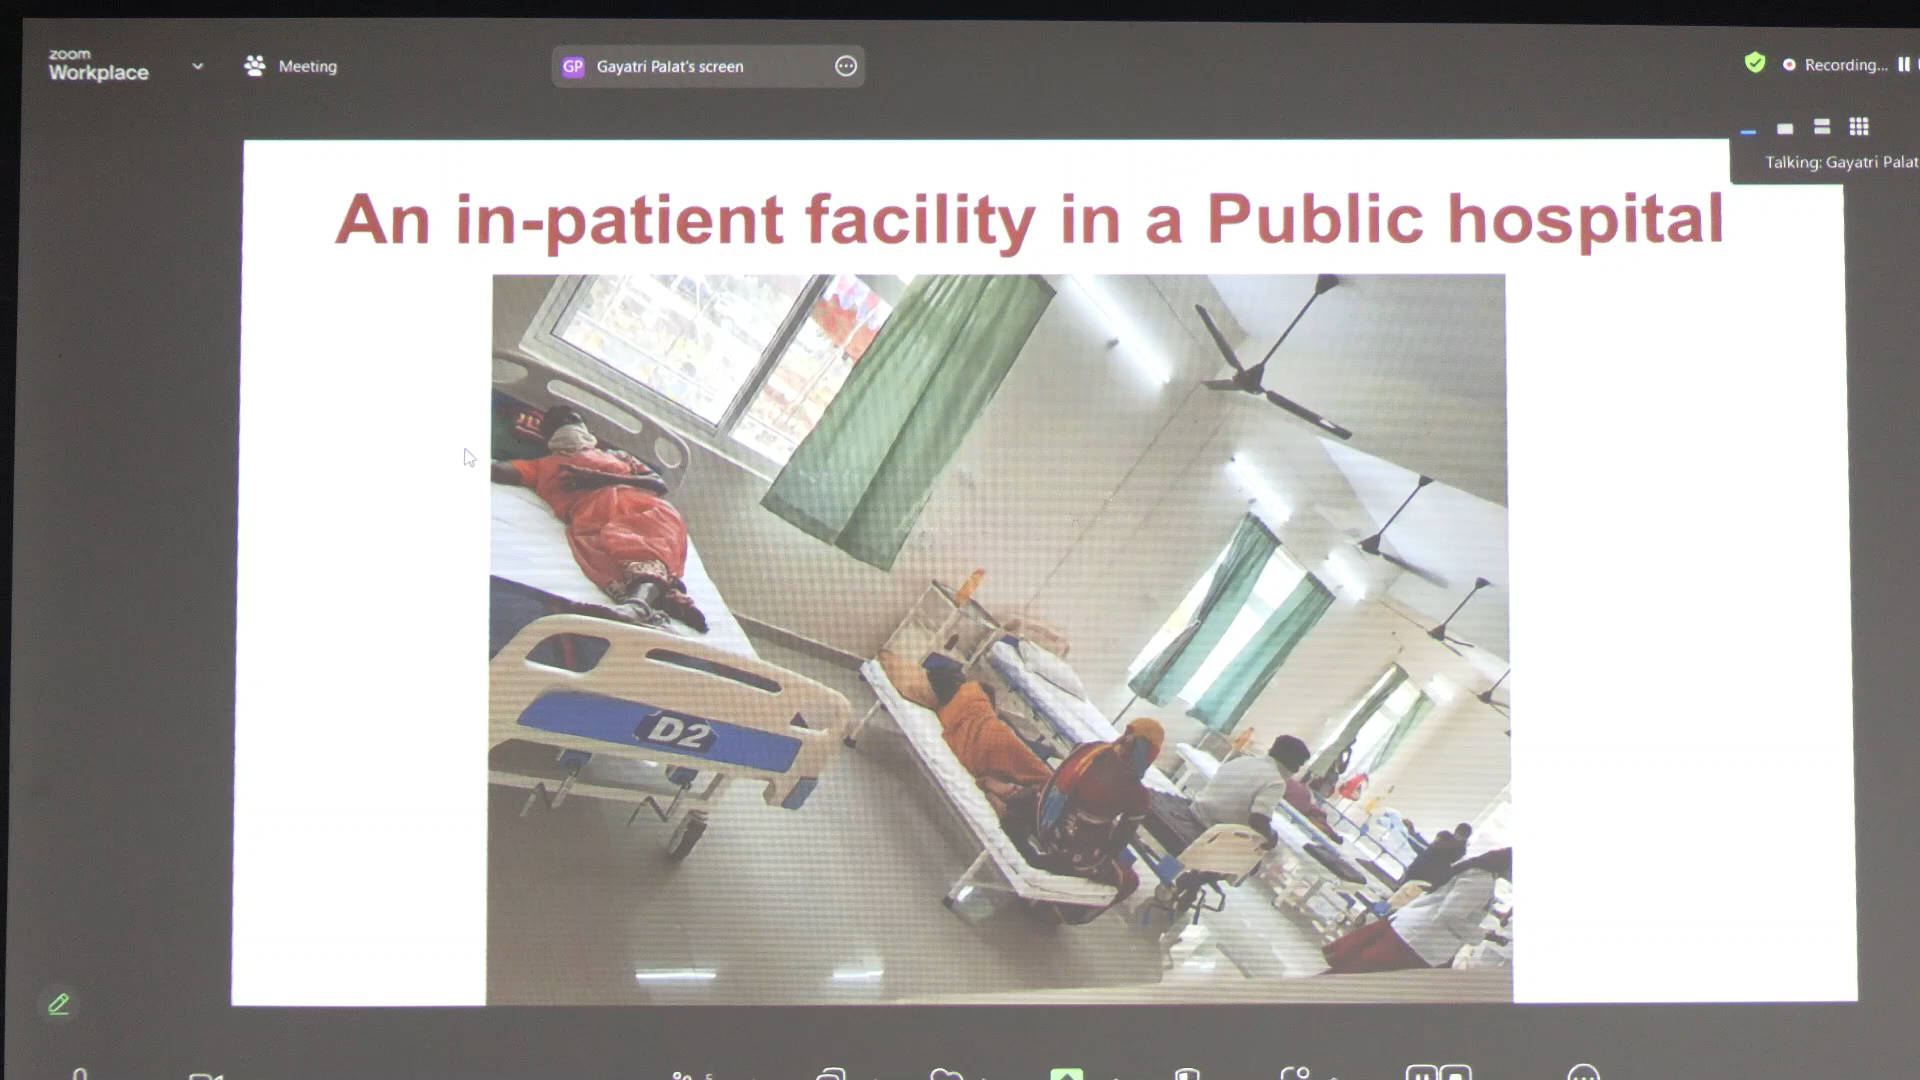 zoom
Workplace
Meeting
GP Gayatri Palat's screen
Recording...
Talking: Gayatri Palat
An in-patient facility in a Public hospital
D2
5